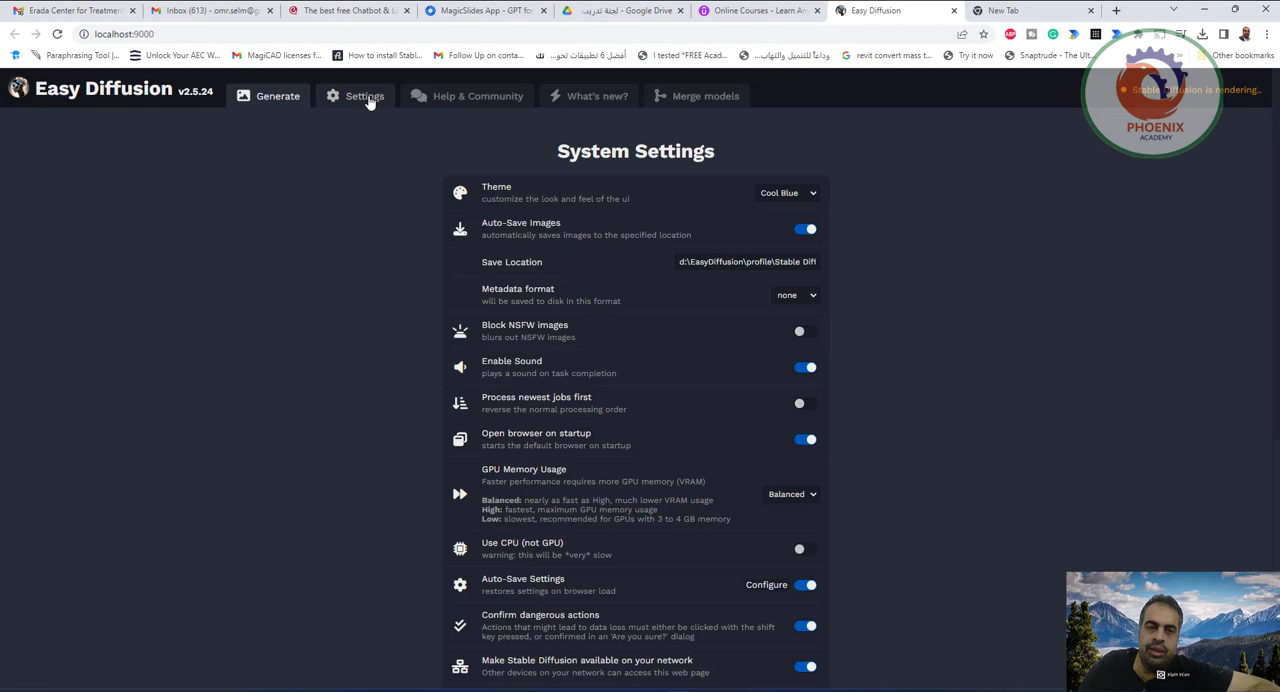 Erada Center for Treatment
Inbox (613) - omr.selm@g
The best free Chatbot & L
MagicSlides App - GPT for
لجنة تدريب - Google Drive
Online Courses - Learn An
Easy Diffusion
New Tab
localhost:9000
Paraphrasing Tool |...
Unlock Your AEC W...
MagiCAD licenses f...
How to install Stabl...
Follow-Up on conta...
أفضل 6 تطبيقات تحو...
I tested *FREE Acad...
وداعاً للتنميل والتهاب...
revit convert mass t...
Try it now
Snaptrude - The Ult...
Other bookmarks
Easy Diffusion v2.5.24
Generate
Settings
Help & Community
What's new?
Merge models
Stable Diffusion is rendering..
PHOENIX
ACADEMY
System Settings
Theme
customize the look and feel of the ui
Cool Blue
Auto-Save Images
automatically saves images to the specified location
Save Location
d:\EasyDiffusion\profile\Stable Diff
Metadata format
will be saved to disk in this format
none
Block NSFW images
blurs out NSFW images
Enable Sound
plays a sound on task completion
Process newest jobs first
reverse the normal processing order
Open browser on startup
starts the default browser on startup
GPU Memory Usage
Faster performance requires more GPU memory (VRAM)
Balanced: nearly as fast as High, much lower VRAM usage
High: fastest, maximum GPU memory usage
Low: slowest, recommended for GPUs with 3 to 4 GB memory
Balanced
Use CPU (not GPU)
warning: this will be *very* slow
Auto-Save Settings
restores settings on browser load
Configure
Confirm dangerous actions
Actions that might lead to data loss must either be clicked with the shift
key pressed, or confirmed in an 'Are you sure?' dialog
Make Stable Diffusion available on your network
Other devices on your network can access this web page
XSplit VCam